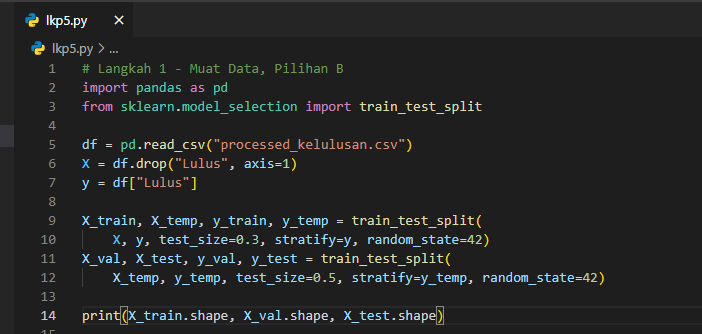 lkp5.py ×
lkp5.py > ...
1 # Langkah 1 - Muat Data, Pilihan B
2 import pandas as pd
3 from sklearn.model_selection import train_test_split
4
5 df = pd.read_csv("processed_kelulusan.csv")
6 X = df.drop("Lulus", axis=1)
7 y = df["Lulus"]
8
9 X_train, X_temp, y_train, y_temp = train_test_split(
10     X, y, test_size=0.3, stratify=y, random_state=42)
11 X_val, X_test, y_val, y_test = train_test_split(
12     X_temp, y_temp, test_size=0.5, stratify=y_temp, random_state=42)
13
14 print(X_train.shape, X_val.shape, X_test.shape)
15